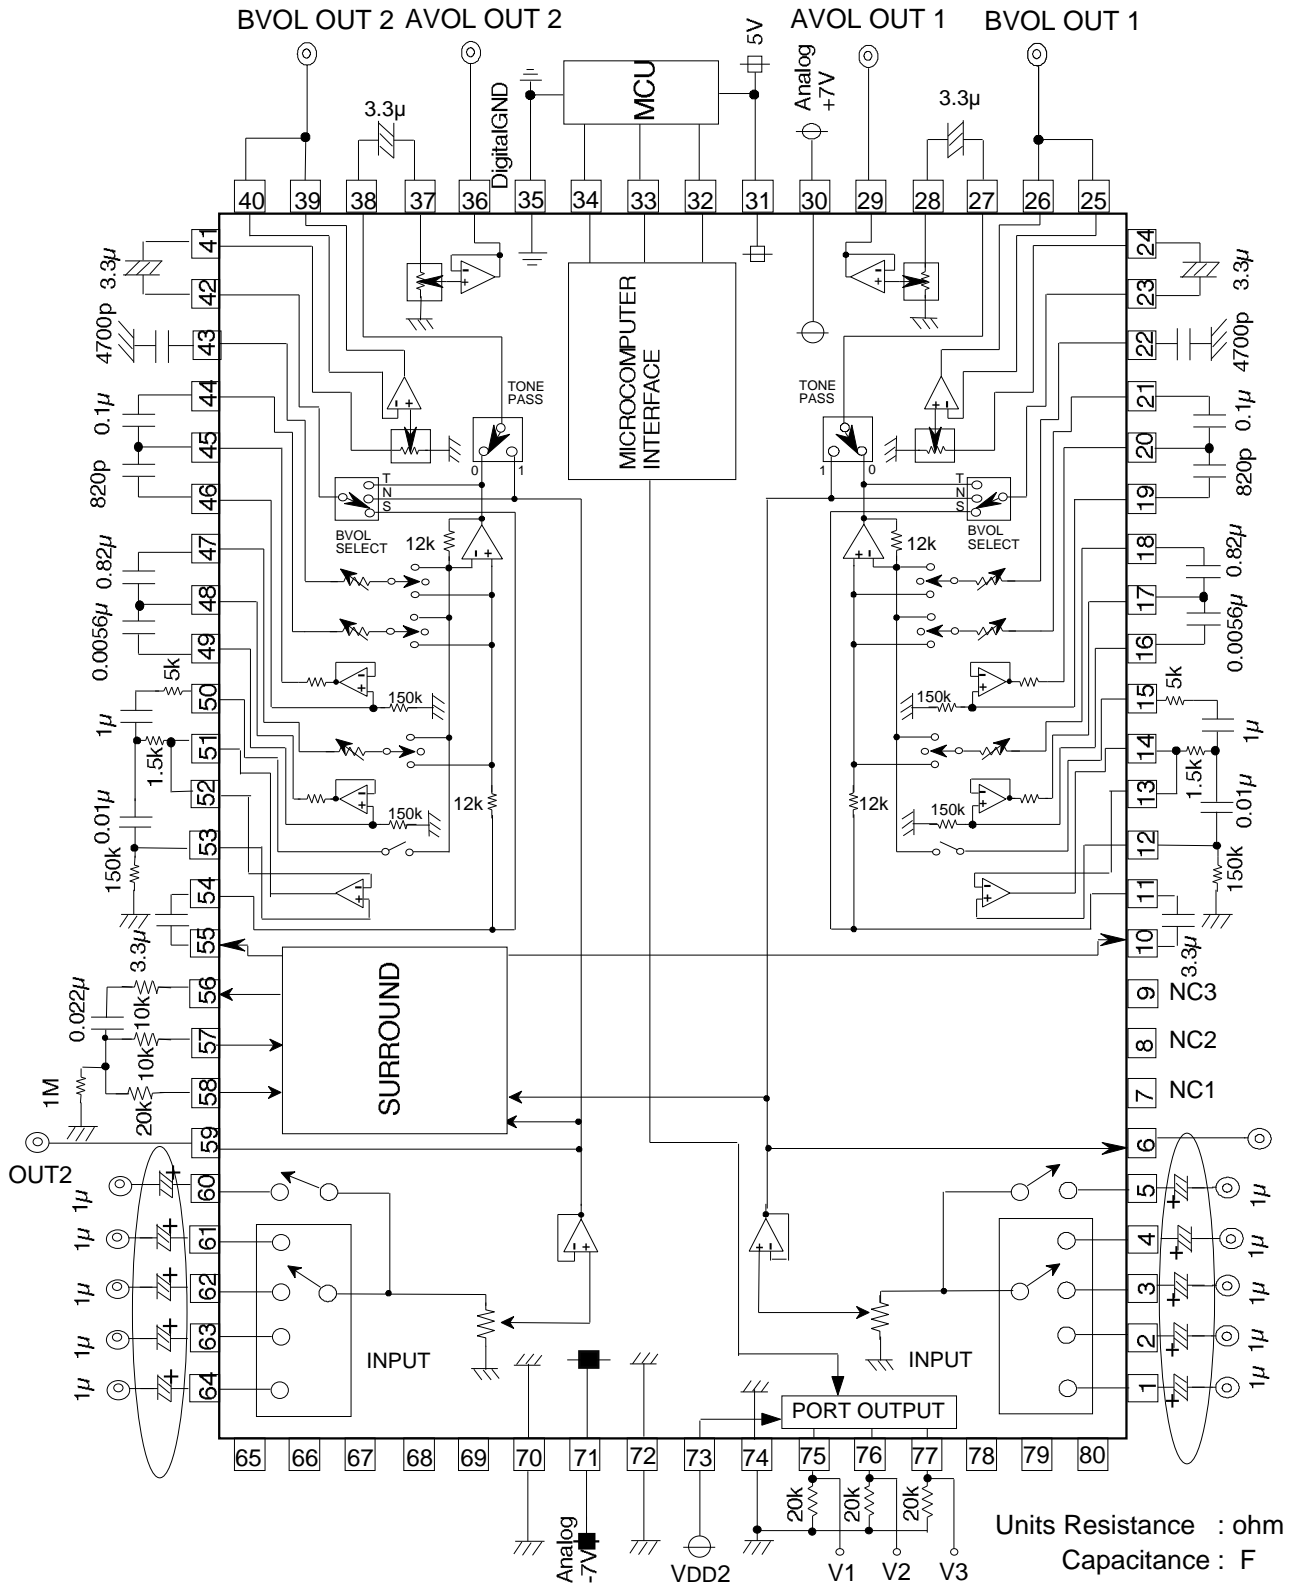 BVOL OUT 2 AVOL OUT 2 AVOL OUT 1 BVOL OUT 1
MCU
5V
Analog
+7V
DigitalGND
3.3µ
3.3µ
40 39 38 37 36 35 34 33 32 31 30 29 28 27 26 25
41
42
43
44
45
46
47
48
49
50
51
52
53
54
55
56
57
58
59
60
61
62
63
64
3.3µ
4700p
0.1µ
820p
0.82µ
0.0056µ
5k
1µ
1.5k
0.01µ
150k
3.3µ
0.022µ
10k
10k
1M
20k
OUT2
1µ
1µ
1µ
1µ
1µ
MICROCOMPUTER
INTERFACE
TONE
PASS
0 1
T
N
S
BVOL
SELECT
12k
150k
150k
12k
TONE
PASS
1 0
T
N
S
BVOL
SELECT
12k
150k
150k
12k
SURROUND
INPUT
INPUT
PORT OUTPUT
24
23
22
21
20
19
18
17
16
15
14
13
12
11
10
9 NC3
8 NC2
7 NC1
6
5
4
3
2
1
3.3µ
4700p
0.1µ
820p
0.82µ
0.0056µ
5k
1µ
1.5k
0.01µ
150k
3.3µ
1µ
1µ
1µ
1µ
1µ
65 66 67 68 69 70 71 72 73 74 75 76 77 78 79 80
20k 20k 20k
Analog
-7V
VDD2
V1 V2 V3
Units Resistance : ohm
Capacitance : F